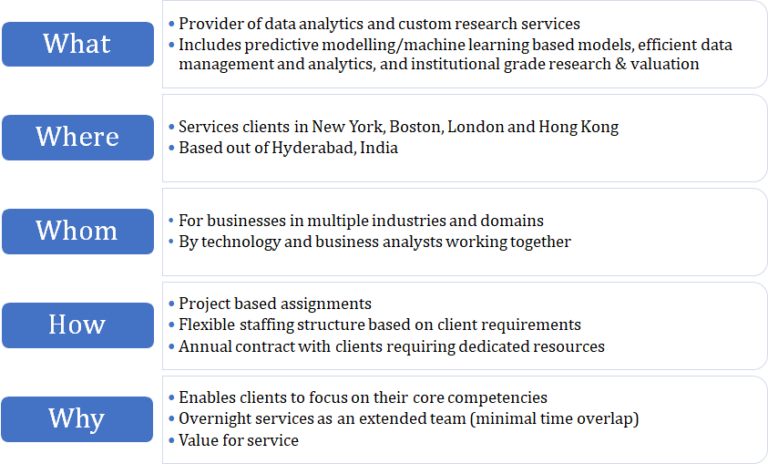 What
• Provider of data analytics and custom research services
• Includes predictive modelling/machine learning based models, efficient data
management and analytics, and institutional grade research & valuation
Where
• Services clients in New York, Boston, London and Hong Kong
• Based out of Hyderabad, India
Whom
• For businesses in multiple industries and domains
• By technology and business analysts working together
How
• Project based assignments
• Flexible staffing structure based on client requirements
• Annual contract with clients requiring dedicated resources
Why
• Enables clients to focus on their core competencies
• Overnight services as an extended team (minimal time overlap)
• Value for service